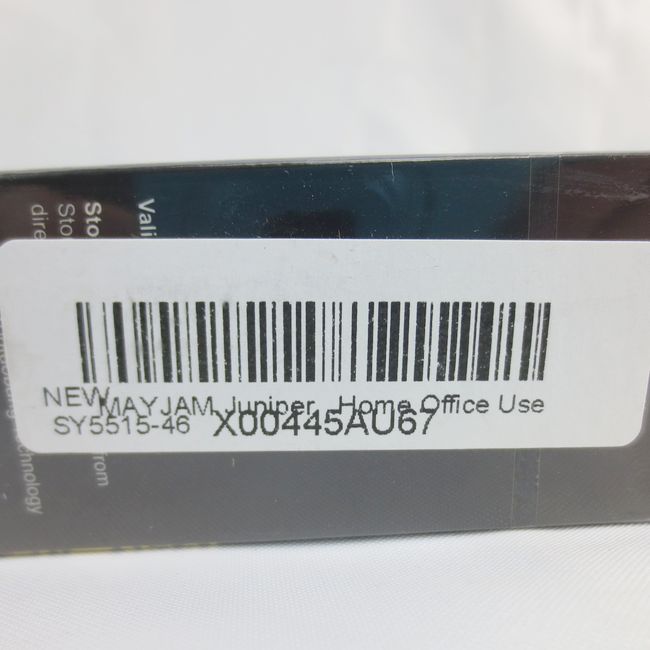 Vali
Sto
Sto
dire
rom
chnology
MAYJAM Juniper, Home Office Use
NEW
SY5515-46
X00445AU67